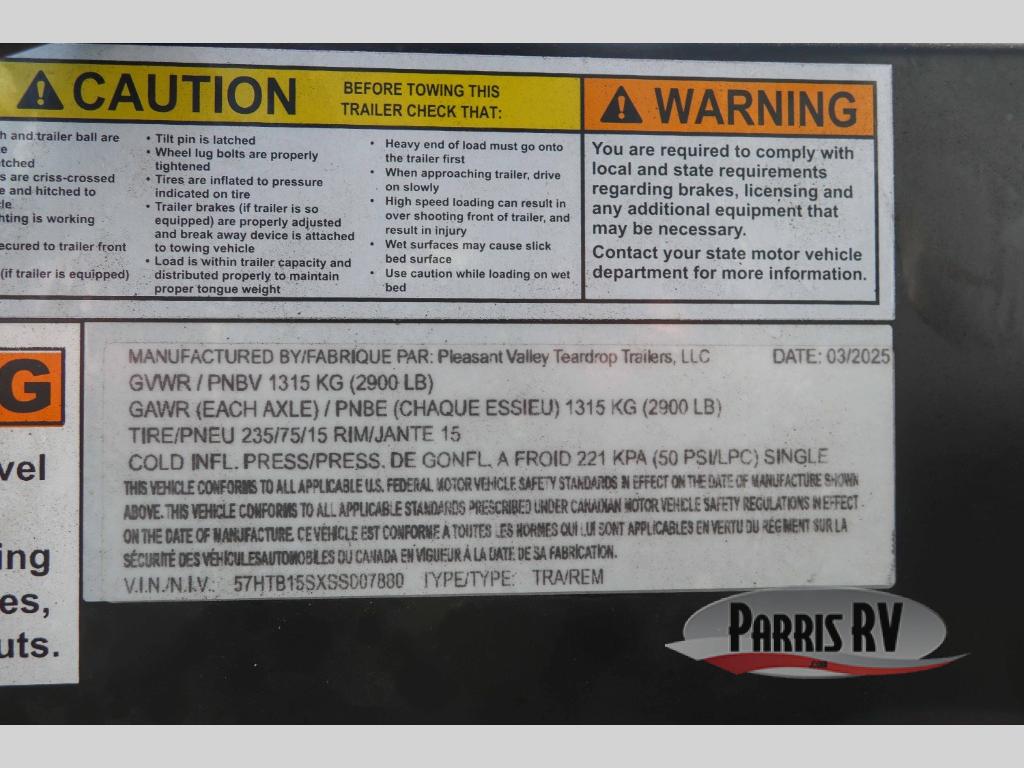 CAUTION
BEFORE TOWING THIS
TRAILER CHECK THAT:
h and trailer ball are
e
tched
s are criss-crossed
e and hitched to
cle
hting is working
ecured to trailer front
(if trailer is equipped)
• Tilt pin is latched
• Wheel lug bolts are properly
tightened
• Tires are inflated to pressure
indicated on tire
• Trailer brakes (if trailer is so
equipped) are properly adjusted
and break away device is attached
to towing vehicle
• Load is within trailer capacity and
distributed properly to maintain
proper tongue weight
• Heavy end of load must go onto
the trailer first
• When approaching trailer, drive
on slowly
• High speed loading can result in
over shooting front of trailer, and
result in injury
• Wet surfaces may cause slick
bed surface
• Use caution while loading on wet
bed
WARNING
You are required to comply with
local and state requirements
regarding brakes, licensing and
any additional equipment that
may be necessary.
Contact your state motor vehicle
department for more information.
G
vel
ing
es,
uts.
MANUFACTURED BY/FABRIQUE PAR: Pleasant Valley Teardrop Trailers, LLC DATE: 03/2025
GVWR / PNBV 1315 KG (2900 LB)
GAWR (EACH AXLE) / PNBE (CHAQUE ESSIEU) 1315 KG (2900 LB)
TIRE/PNEU 235/75/15 RIM/JANTE 15
COLD INFL. PRESS/PRESS. DE GONFL. A FROID 221 KPA (50 PSI/LPC) SINGLE
THIS VEHICLE CONFORMS TO ALL APPLICABLE U.S. FEDERAL MOTOR VEHICLE SAFETY STANDARDS IN EFFECT ON THE DATE OF MANUFACTURE SHOWN
ABOVE. THIS VEHICLE CONFORMS TO ALL APPLICABLE STANDARDS PRESCRIBED UNDER CANADIAN MOTOR VEHICLE SAFETY REGULATIONS IN EFFECT
ON THE DATE OF MANUFACTURE. CE VÉHICLE EST CONFORME A TOUTES LES NORMES QUI LUI SONT APPLICABLES EN VERTU DU RÈGMENT SUR LA
SÉCURITÉ DES VÉHICULESAUTOMOBILES DU CANADA EN VIGUEUR À LA DATE DE SA FABRICATION.
V.I.N./N.I.V.: 57HTB15SXSS007880 TYPE/TYPE: TRA/REM
PARRIS RV
.com